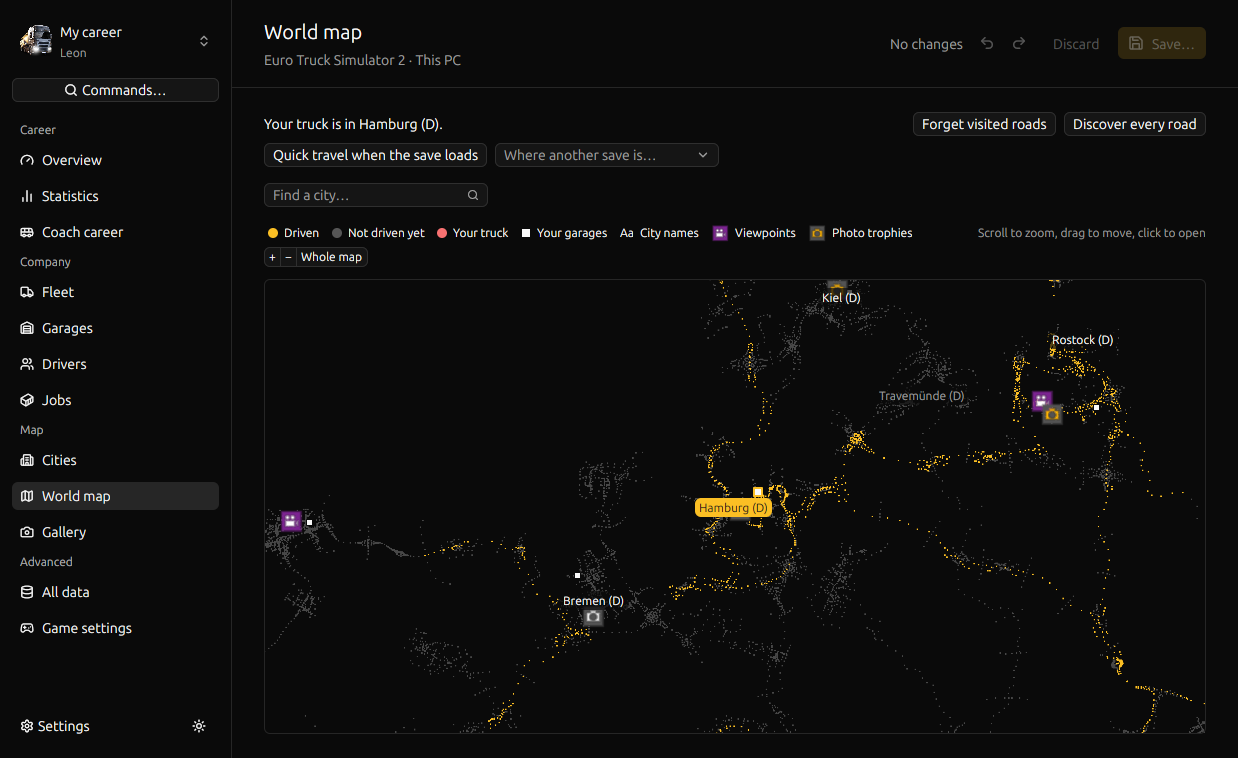 My career
Leon
Commands…
Career
Overview
Statistics
Coach career
Company
Fleet
Garages
Drivers
Jobs
Map
Cities
World map
Gallery
Advanced
All data
Game settings
Settings
World map
Euro Truck Simulator 2 · This PC
No changes
Discard
Save…
Your truck is in Hamburg (D).
Forget visited roads
Discover every road
Quick travel when the save loads
Where another save is…
Find a city…
Driven
Not driven yet
Your truck
Your garages
Aa City names
Viewpoints
Photo trophies
Scroll to zoom, drag to move, click to open
+ − Whole map
Kiel (D)
Rostock (D)
Travemünde (D)
Hamburg (D)
Bremen (D)